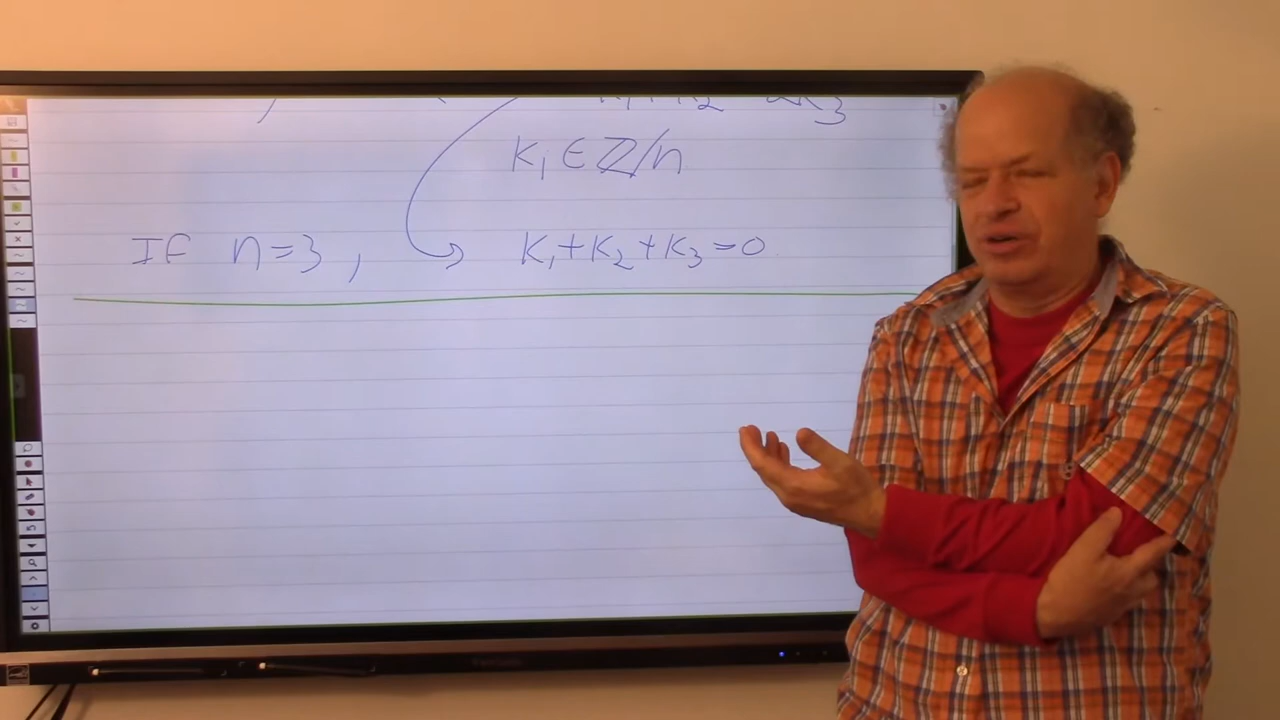 K₁ ∈ ℤ/n
If n=3, K₁+K₂+K₃=0